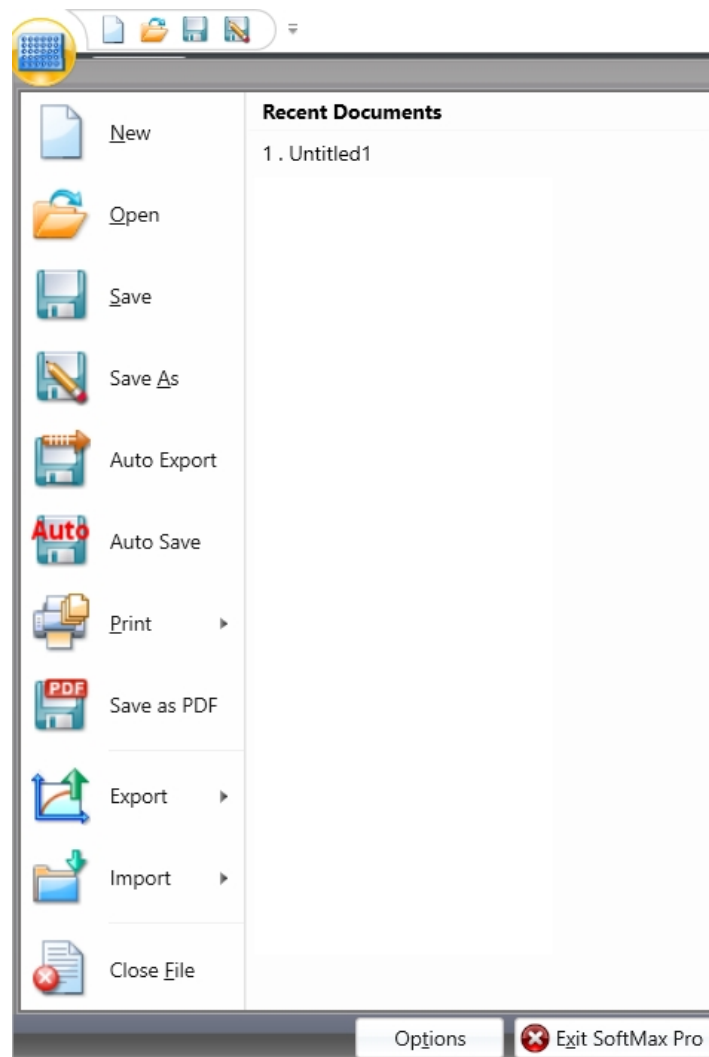 Recent Documents
1 . Untitled1
New
Open
Save
Save As
Auto Export
Auto
Auto Save
Print
PDF
Save as PDF
Export
Import
Close File
Options
Exit SoftMax Pro